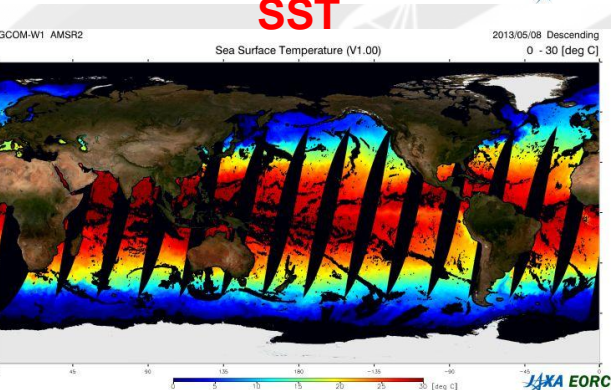 SST
GCOM-W1 AMSR2
2013/05/08 Descending
Sea Surface Temperature (V1.00)
0 - 30 [deg C]
45 90 135 180 -135 -90 -45 0
0 5 10 15 20 25 30 [deg C]
JAXA EORC